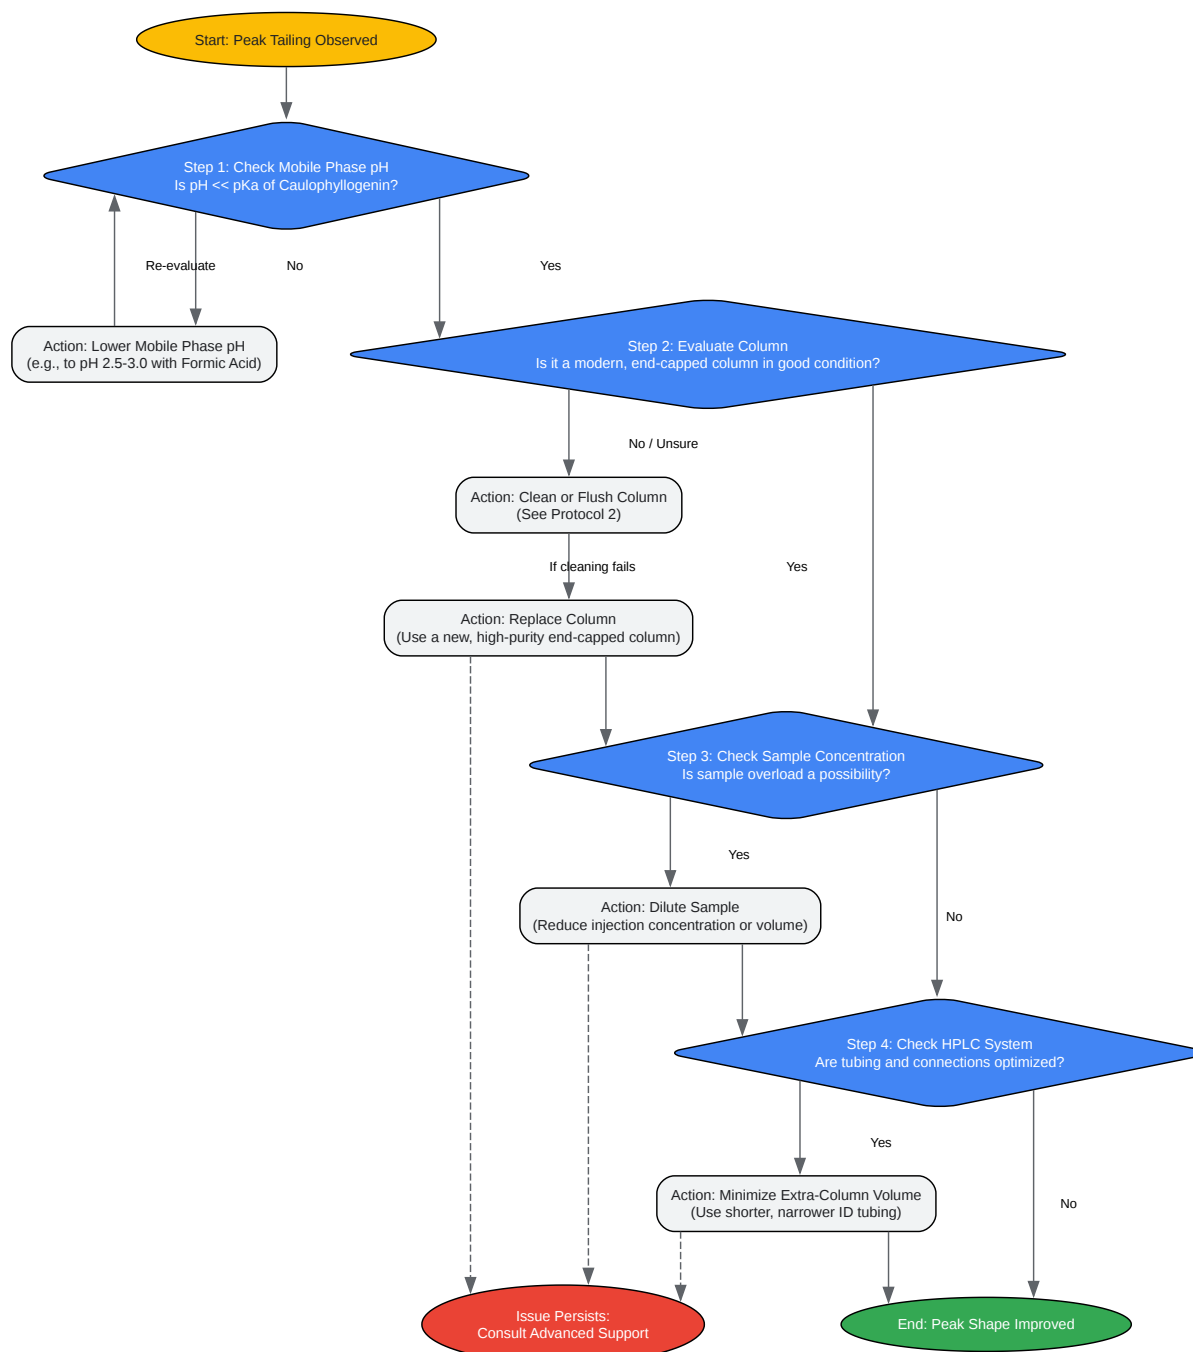 Start: Peak Tailing Observed
Step 1: Check Mobile Phase pH
Is pH << pKa of Caulophyllogenin?
Re-evaluate
No
Yes
Action: Lower Mobile Phase pH
(e.g., to pH 2.5-3.0 with Formic Acid)
Step 2: Evaluate Column
Is it a modern, end-capped column in good condition?
No / Unsure
Action: Clean or Flush Column
(See Protocol 2)
If cleaning fails
Yes
Action: Replace Column
(Use a new, high-purity end-capped column)
Step 3: Check Sample Concentration
Is sample overload a possibility?
Yes
Action: Dilute Sample
(Reduce injection concentration or volume)
No
Step 4: Check HPLC System
Are tubing and connections optimized?
Yes
Action: Minimize Extra-Column Volume
(Use shorter, narrower ID tubing)
No
Issue Persists:
Consult Advanced Support
End: Peak Shape Improved